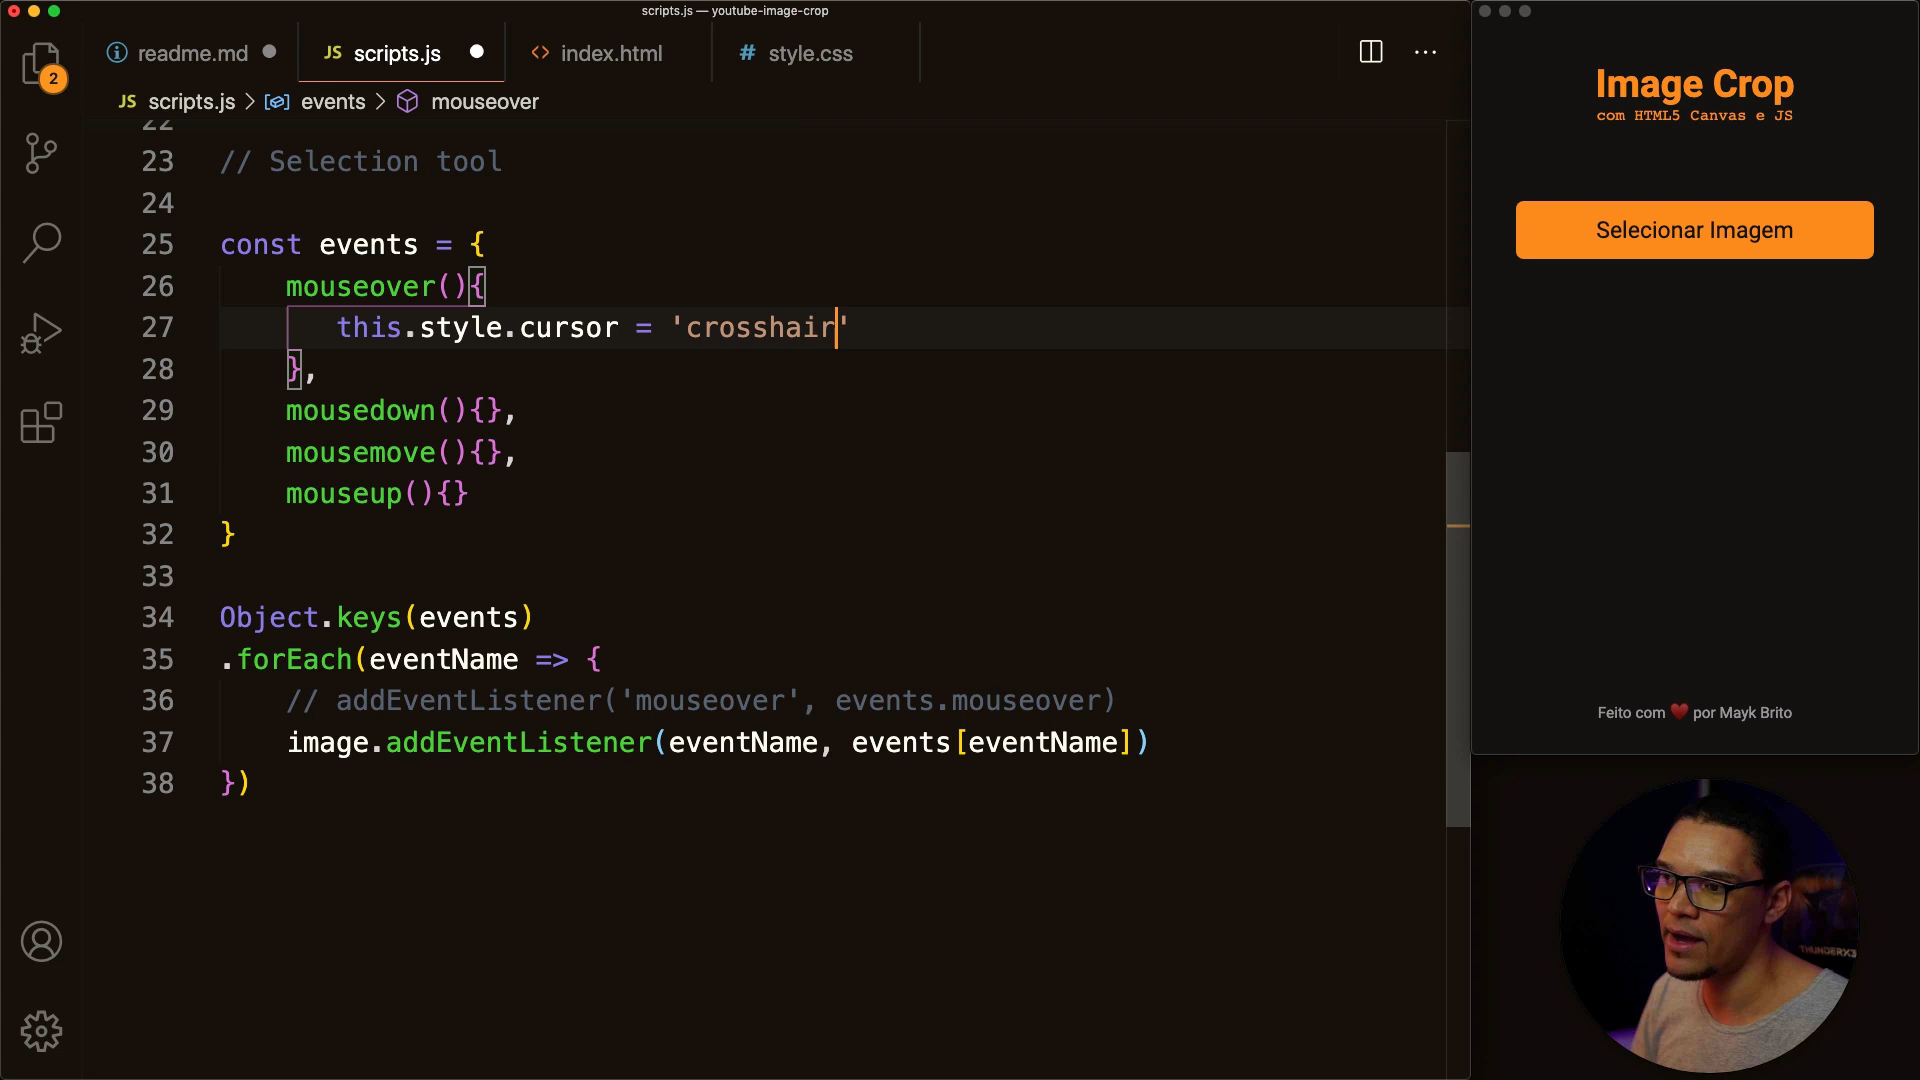 scripts.js — youtube-image-crop
readme.md
JS scripts.js
index.html
# style.css
2
JS scripts.js > events > mouseover
22
23 // Selection tool
24
25 const events = {
26 mouseover(){
27 this.style.cursor = 'crosshair'
28 },
29 mousedown(){},
30 mousemove(){},
31 mouseup(){}
32 }
33
34 Object.keys(events)
35 .forEach(eventName => {
36 // addEventListener('mouseover', events.mouseover)
37 image.addEventListener(eventName, events[eventName])
38 })
Image Crop
com HTML5 Canvas e JS
Selecionar Imagem
Feito com ❤️ por Mayk Brito